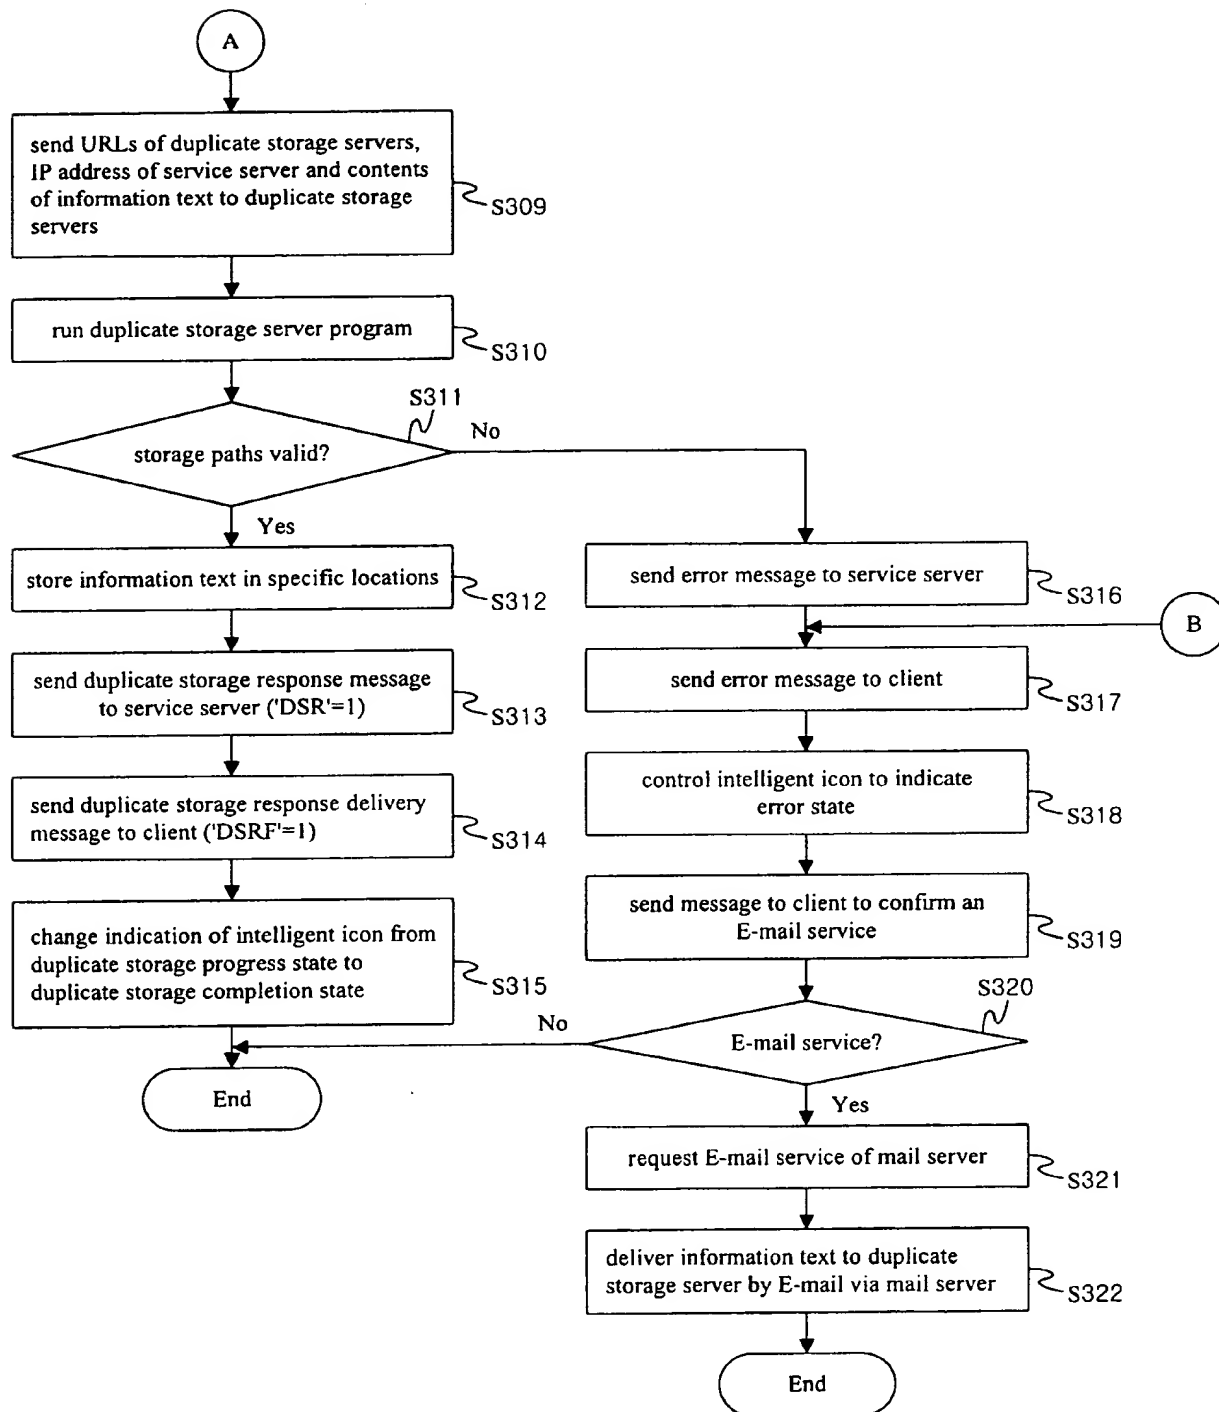 A
send URLs of duplicate storage servers,
IP address of service server and contents
of information text to duplicate storage
servers
S309
run duplicate storage server program
S310
S311
storage paths valid?
No
Yes
store information text in specific locations
S312
send duplicate storage response message
to service server ('DSR'=1)
S313
send duplicate storage response delivery
message to client ('DSRF'=1)
S314
change indication of intelligent icon from
duplicate storage progress state to
duplicate storage completion state
S315
End
send error message to service server
S316
B
send error message to client
S317
control intelligent icon to indicate
error state
S318
send message to client to confirm an
E-mail service
S319
S320
E-mail service?
No
Yes
request E-mail service of mail server
S321
deliver information text to duplicate
storage server by E-mail via mail server
S322
End